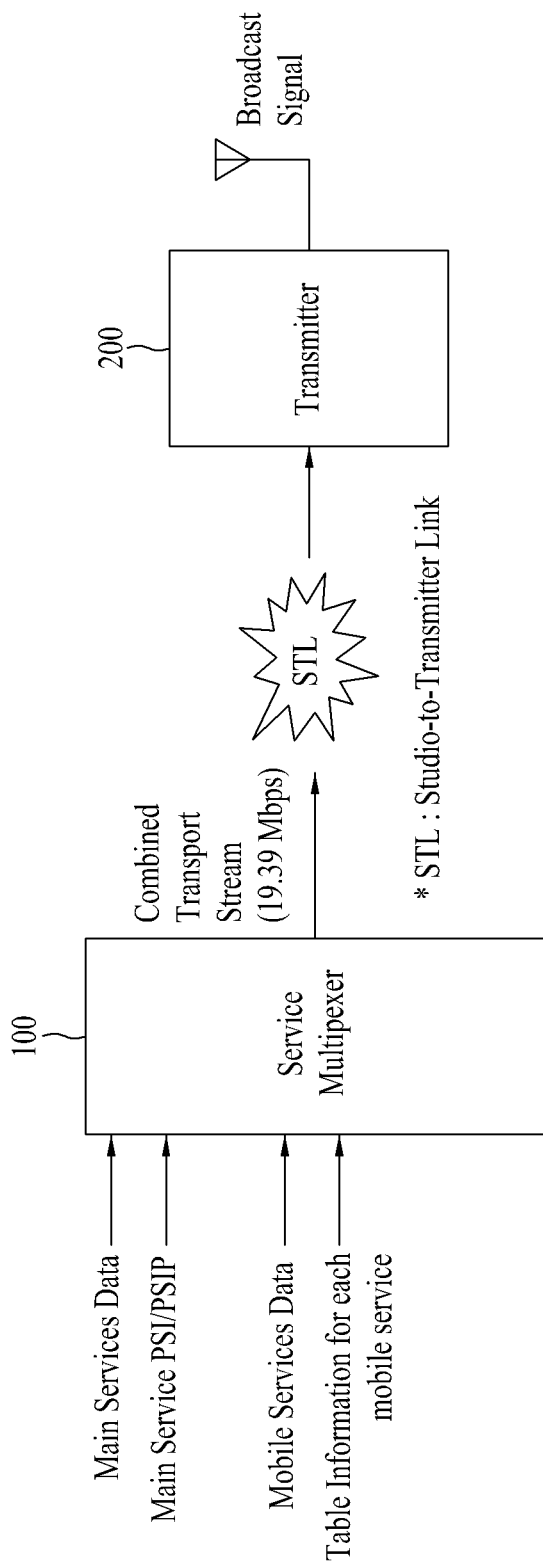 Main Services Data
Main Service PSI/PSIP
Mobile Services Data
Table Information for each
mobile service
100
Service
Multipexer
Combined
Transport
Stream
(19.39 Mbps)
STL
* STL : Studio-to-Transmitter Link
200
Transmitter
Broadcast
Signal